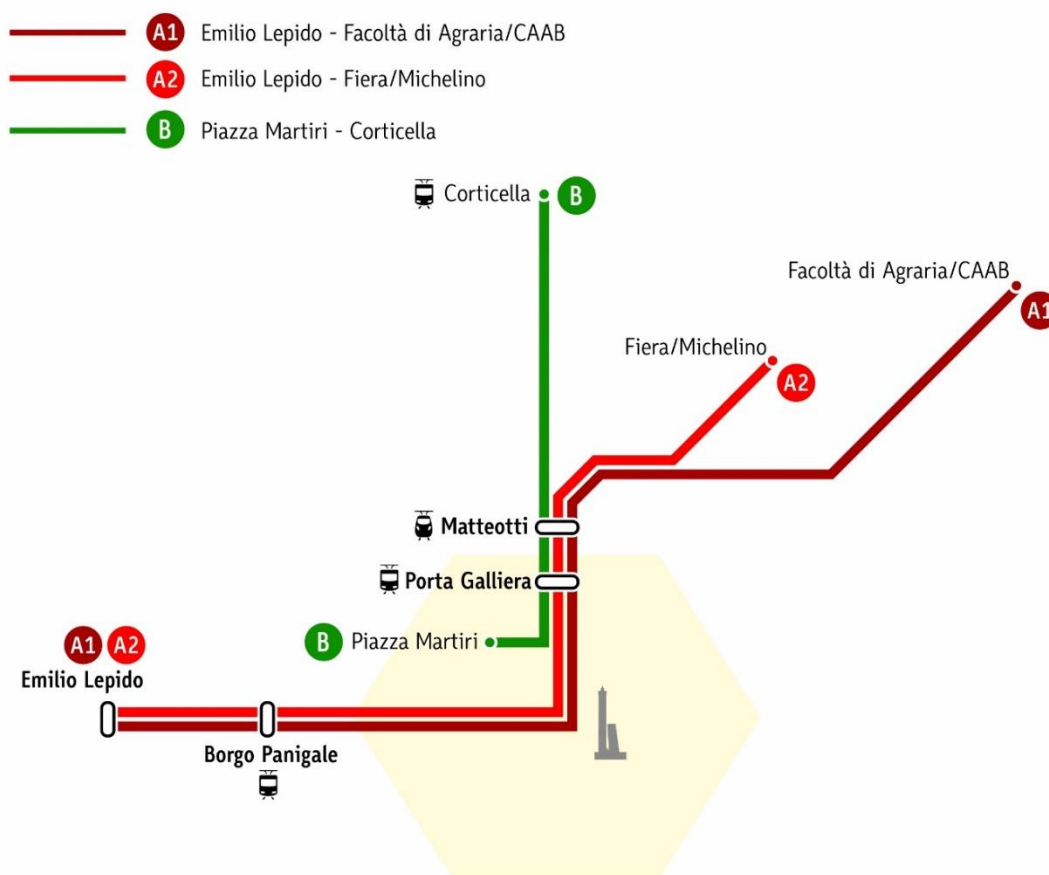 A1 Emilio Lepido - Facoltà di Agraria/CAAB
A2 Emilio Lepido - Fiera/Michelino
B Piazza Martiri - Corticella
Corticella B
Facoltà di Agraria/CAAB
A1
Fiera/Michelino
A2
Matteotti
Porta Galliera
B Piazza Martiri
A1 A2
Emilio Lepido
Borgo Panigale